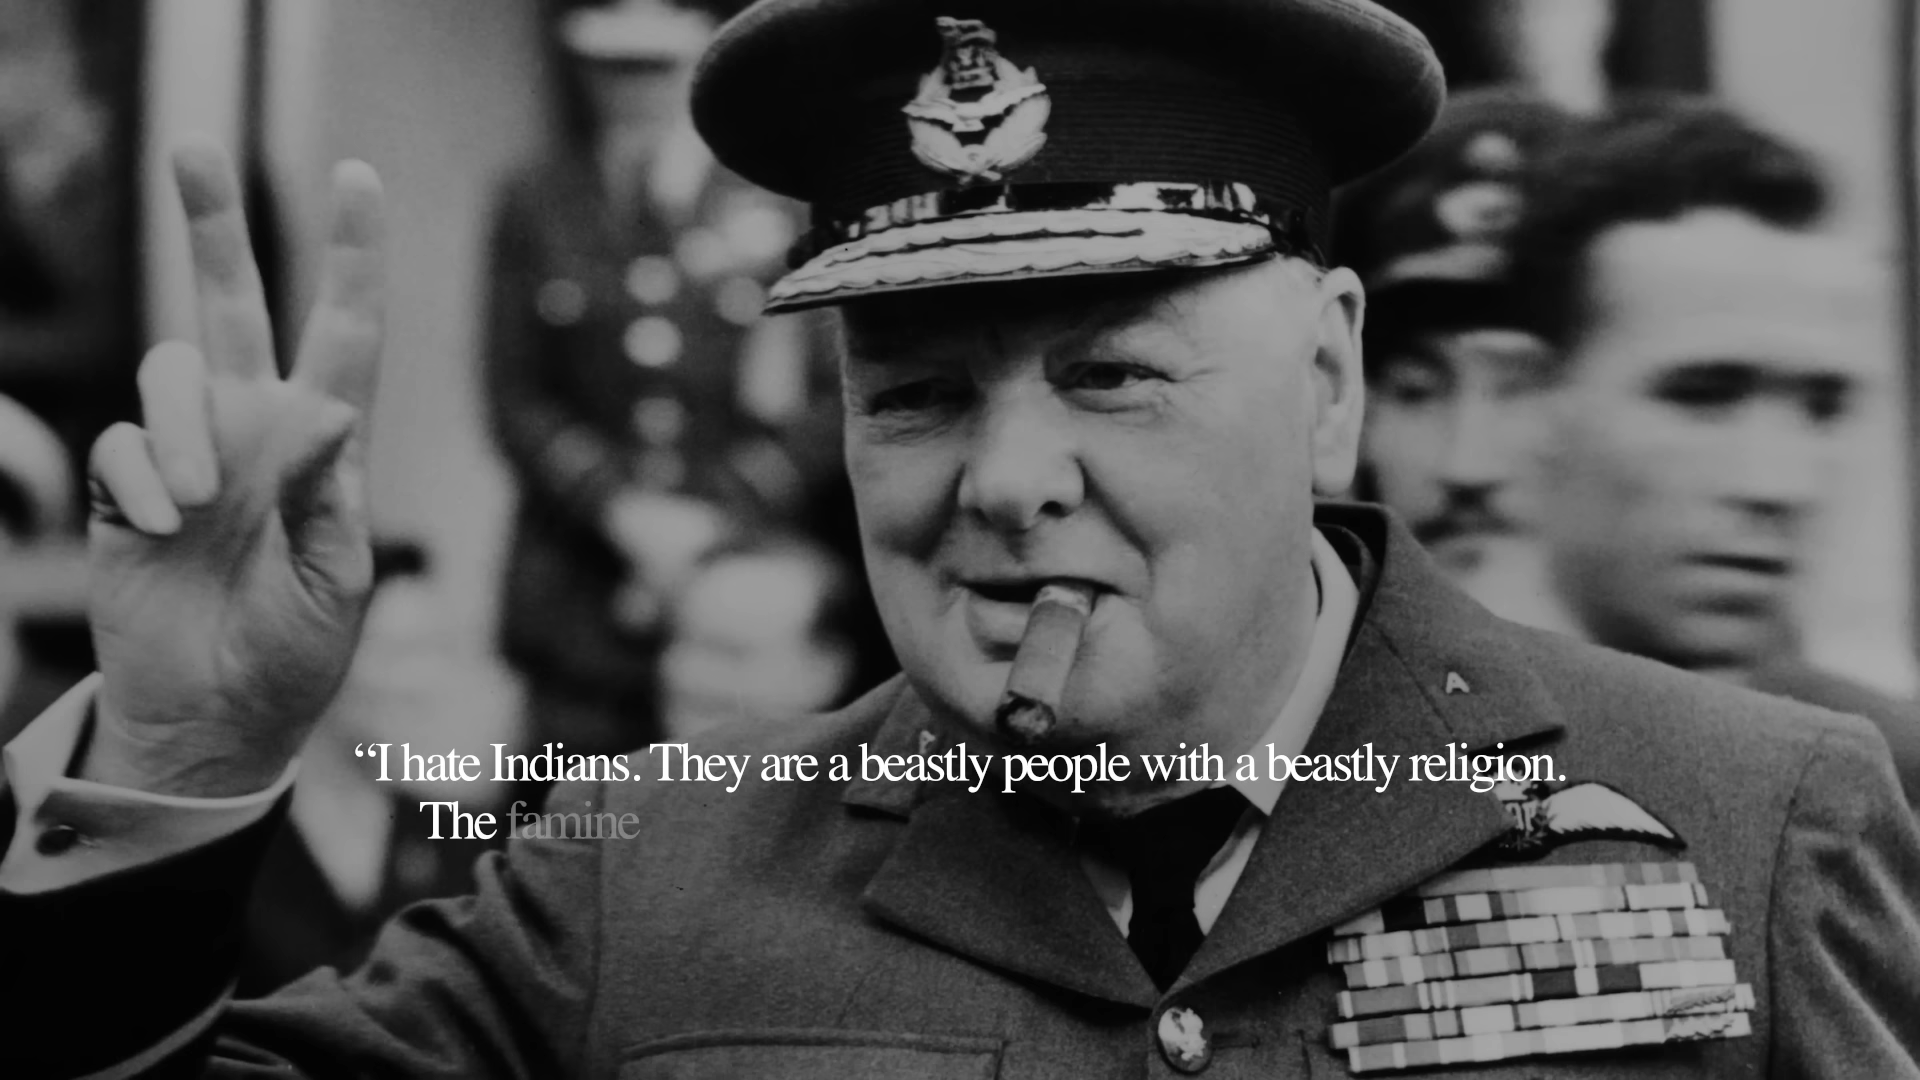 “I hate Indians. They are a beastly people with a beastly religion.
The famine
A
A